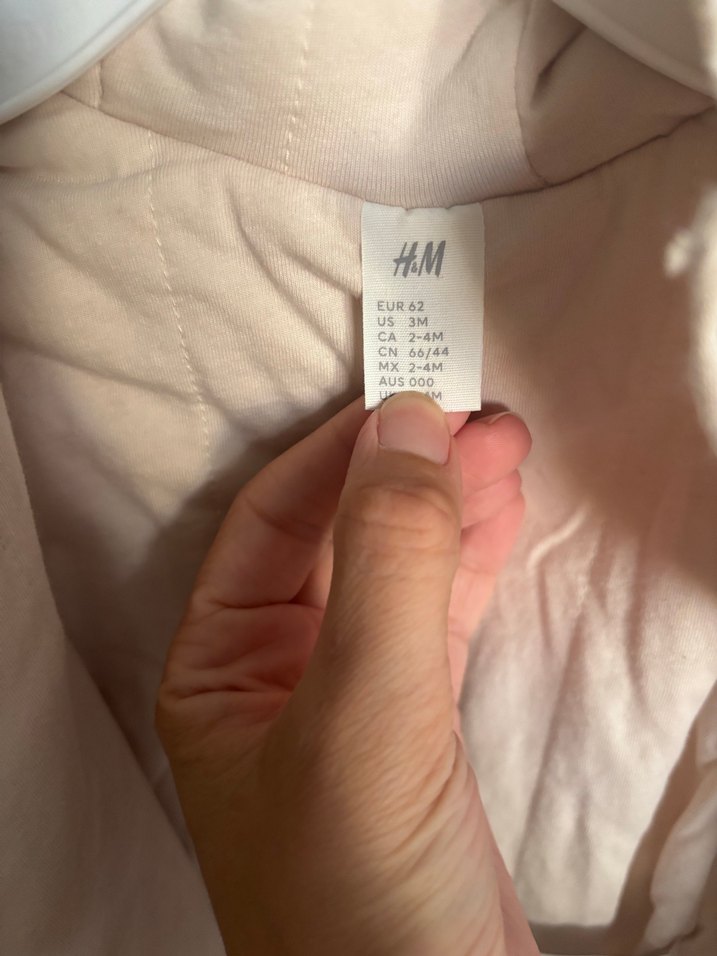 H&M
EUR 62
US 3M
CA 2-4M
CN 66/44
MX 2-4M
AUS 000